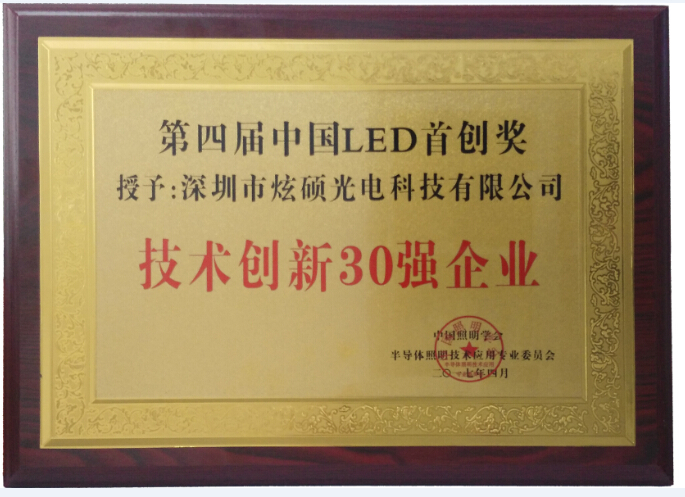 第四届中国LED首创奖
授予:深圳市炫硕光电科技有限公司
技术创新30强企业
中国照明学会
半导体照明技术应用专业委员会
二〇一七年四月